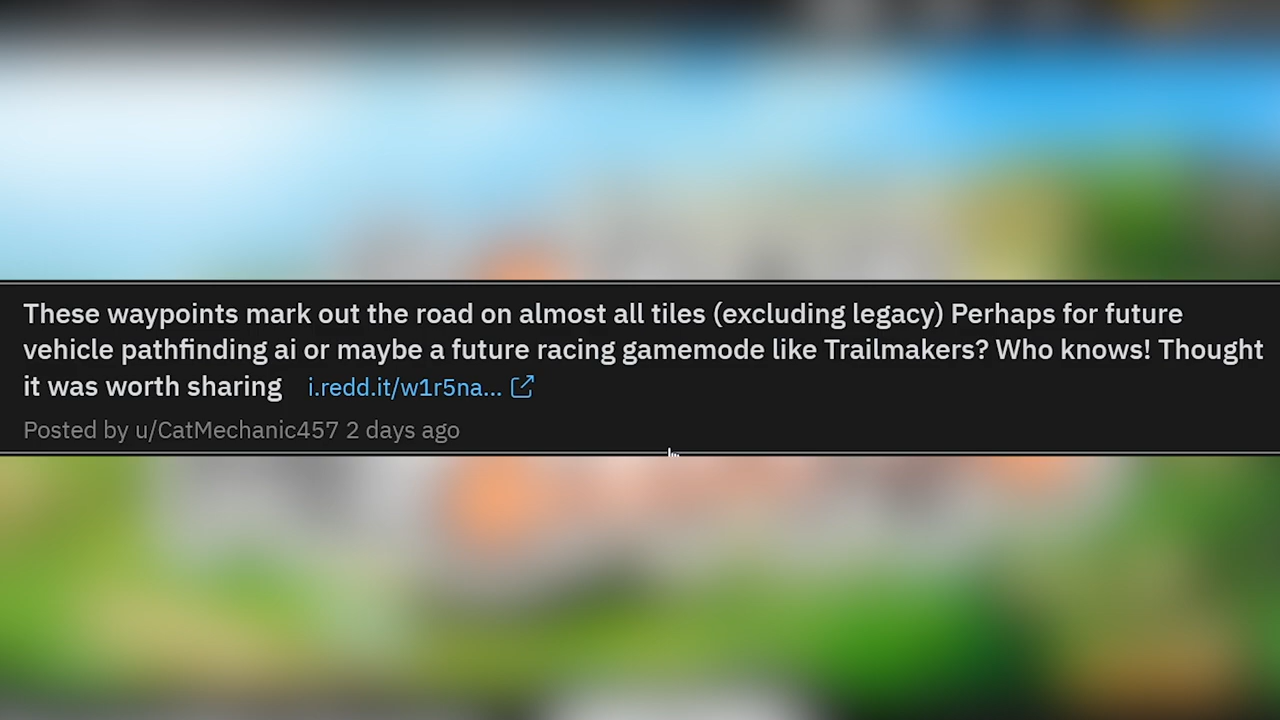 These waypoints mark out the road on almost all tiles (excluding legacy) Perhaps for future
vehicle pathfinding ai or maybe a future racing gamemode like Trailmakers? Who knows! Thought
it was worth sharing i.redd.it/w1r5na...
Posted by u/CatMechanic457 2 days ago